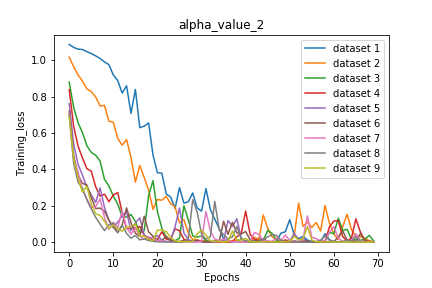 alpha_value_2
Training_loss
1.0
0.8
0.6
0.4
0.2
0.0
dataset 1
dataset 2
dataset 3
dataset 4
dataset 5
dataset 6
dataset 7
dataset 8
dataset 9
0 10 20 30 40 50 60 70
Epochs